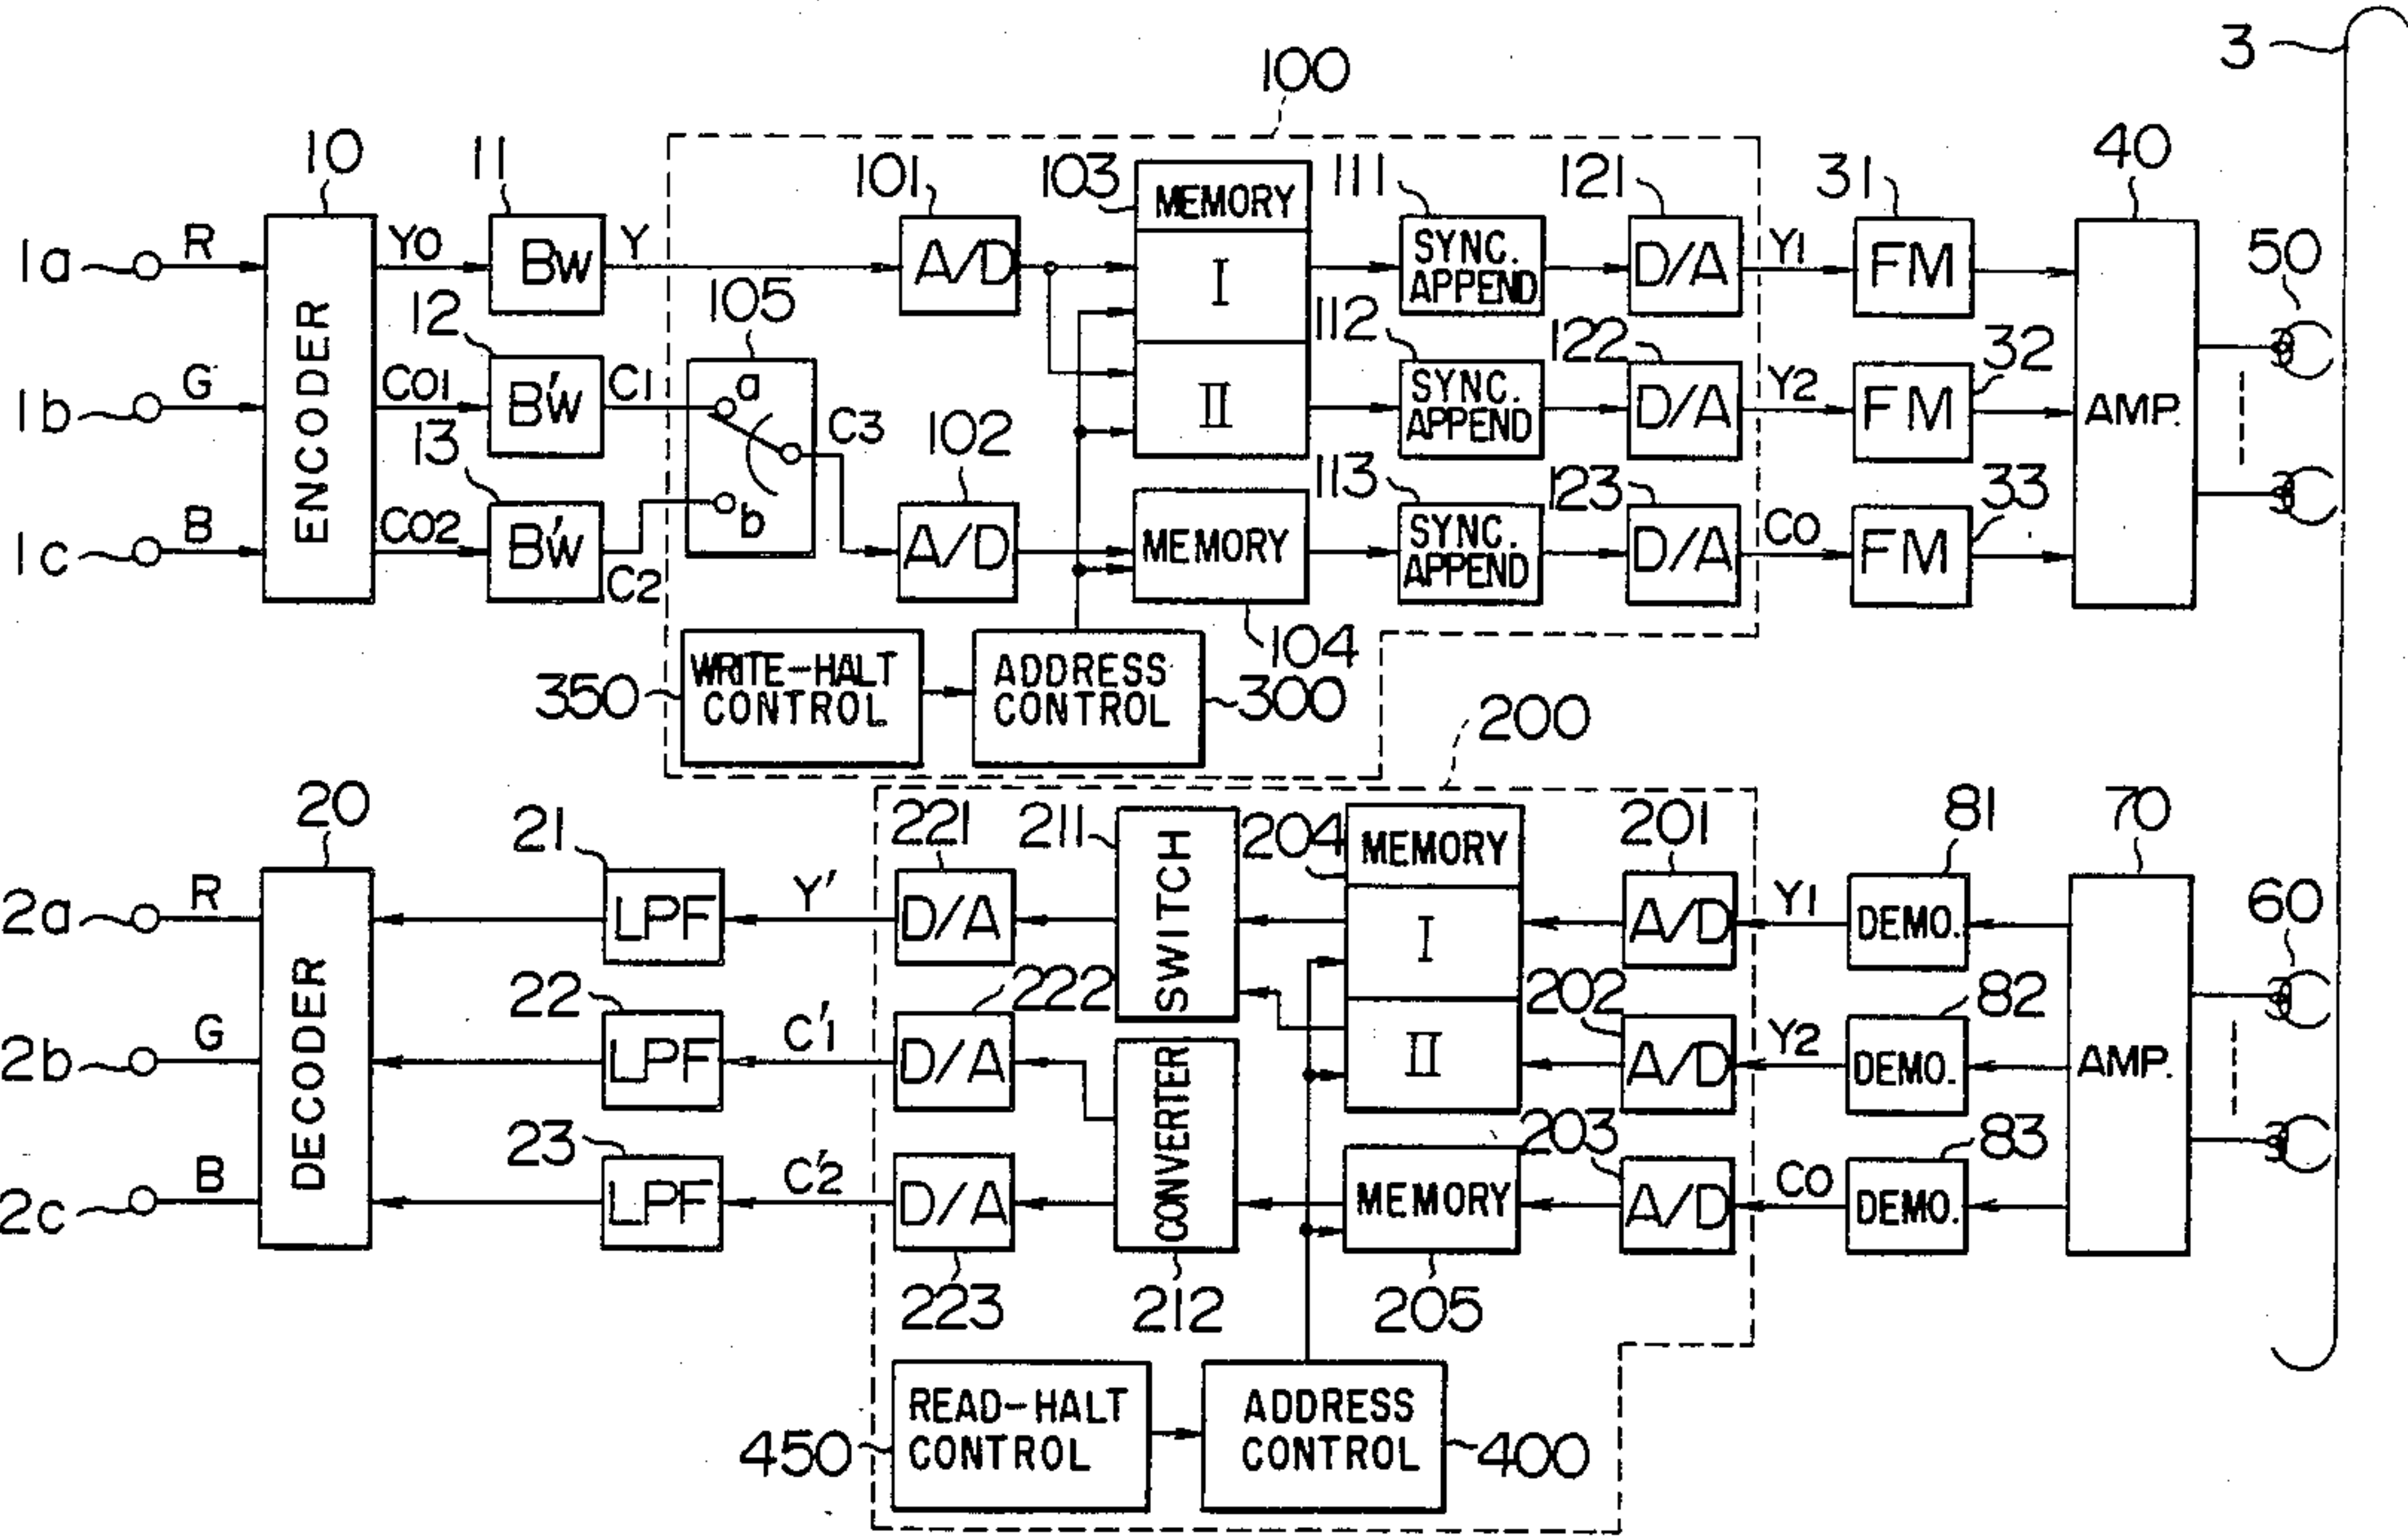 3
100
10
11
101
103
MEMORY
111
121
31
40
1a
R
Y0
BW
Y
A/D
I
SYNC.
APPEND
D/A
Y1
FM
50
ENCODER
12
105
112
122
32
1b
G
C01
B'W
C1
a
C3
102
II
SYNC.
APPEND
D/A
Y2
FM
AMP.
13
113
123
33
1c
B
C02
B'W
C2
b
A/D
MEMORY
SYNC.
APPEND
D/A
C0
FM
104
350
WRITE-HALT
CONTROL
ADDRESS
CONTROL
300
200
20
21
221
211
204
MEMORY
201
81
70
2a
R
LPF
Y'
D/A
SWITCH
I
A/D
Y1
DEMO.
60
DECODER
22
222
202
82
2b
G
LPF
C'1
D/A
II
A/D
Y2
DEMO.
AMP.
23
CONVERTER
203
83
2c
B
LPF
C'2
D/A
MEMORY
A/D
C0
DEMO.
223
212
205
450
READ-HALT
CONTROL
ADDRESS
CONTROL
400